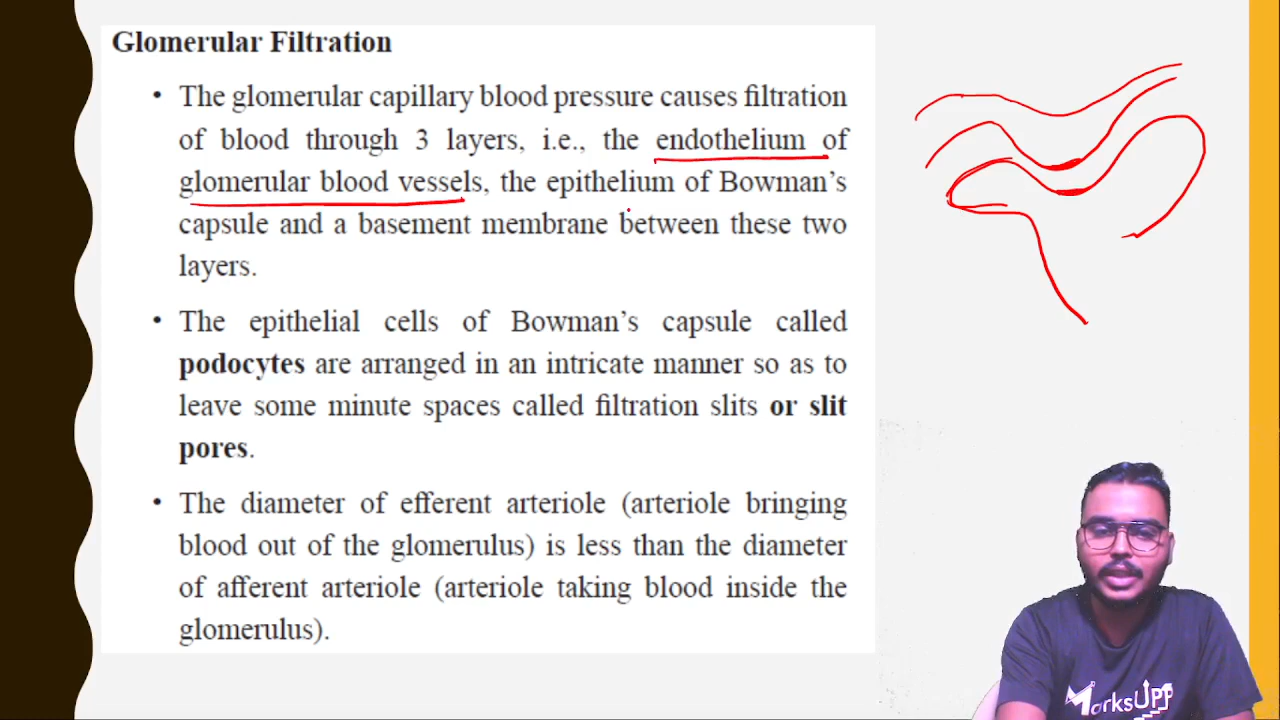 Glomerular Filtration
• The glomerular capillary blood pressure causes filtration
of blood through 3 layers, i.e., the endothelium of
glomerular blood vessels, the epithelium of Bowman’s
capsule and a basement membrane between these two
layers.
• The epithelial cells of Bowman’s capsule called
podocytes are arranged in an intricate manner so as to
leave some minute spaces called filtration slits or slit
pores.
• The diameter of efferent arteriole (arteriole bringing
blood out of the glomerulus) is less than the diameter
of afferent arteriole (arteriole taking blood inside the
glomerulus).
MarksUPP